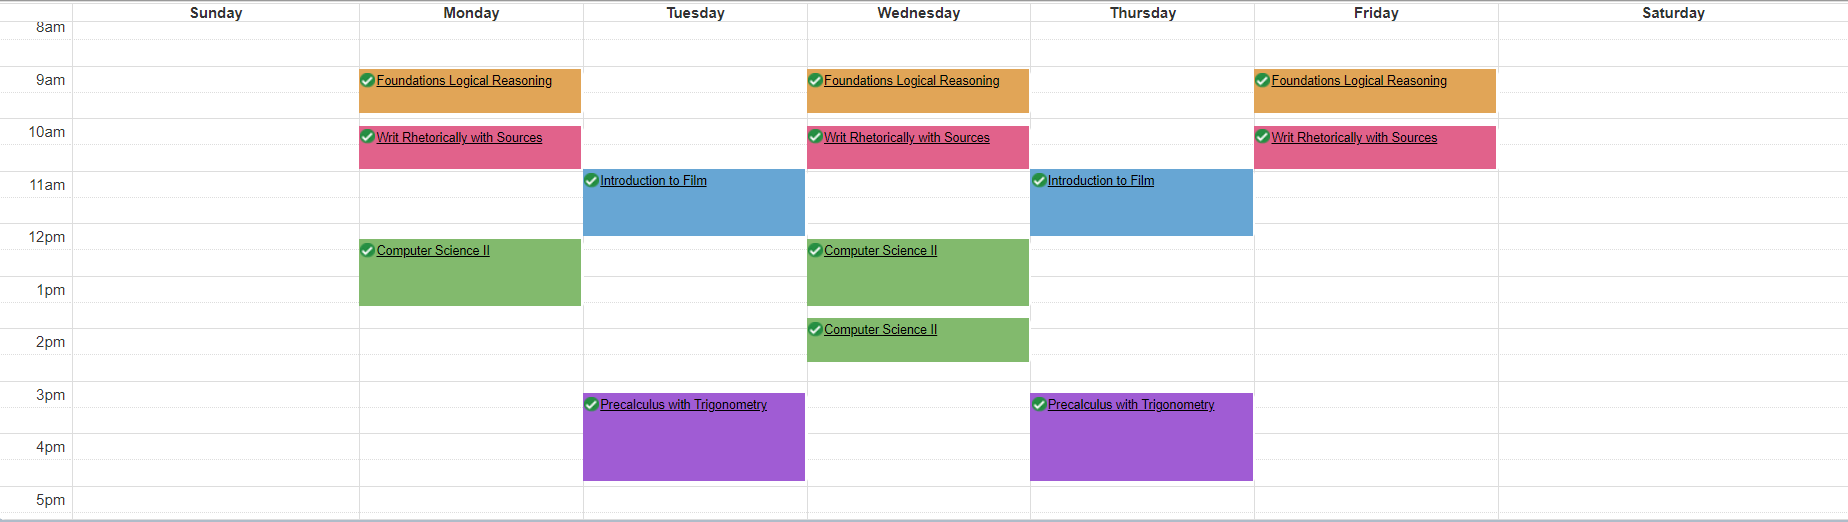 Sunday Monday Tuesday Wednesday Thursday Friday Saturday
8am
9am Foundations Logical Reasoning Foundations Logical Reasoning Foundations Logical Reasoning
10am Writ Rhetorically with Sources Writ Rhetorically with Sources Writ Rhetorically with Sources
11am Introduction to Film Introduction to Film
12pm
Computer Science II Computer Science II
1pm
Computer Science II
2pm
3pm
Precalculus with Trigonometry Precalculus with Trigonometry
4pm
5pm